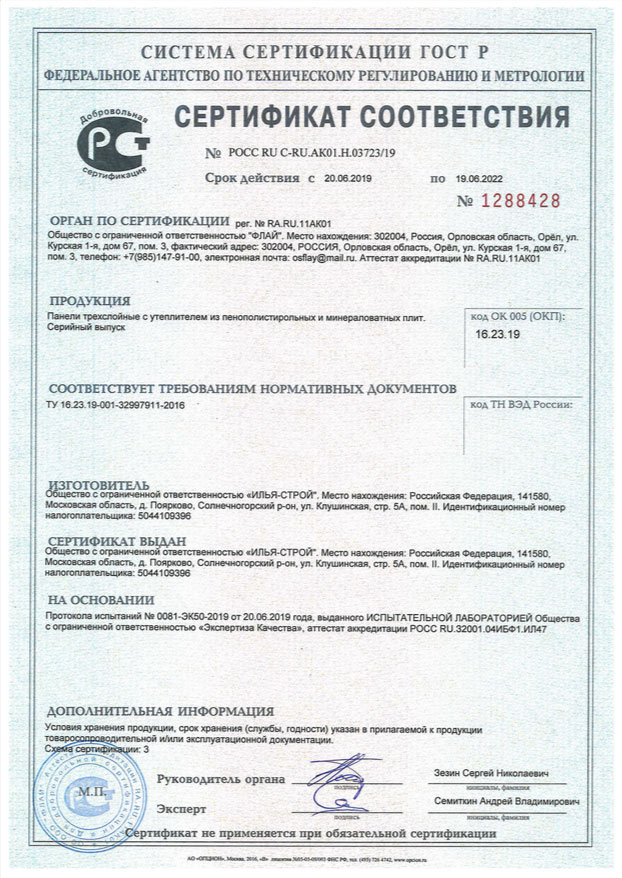 СИСТЕМА СЕРТИФИКАЦИИ ГОСТ Р
ФЕДЕРАЛЬНОЕ АГЕНТСТВО ПО ТЕХНИЧЕСКОМУ РЕГУЛИРОВАНИЮ И МЕТРОЛОГИИ
Добровольная
РСТ
сертификация
СЕРТИФИКАТ СООТВЕТСТВИЯ
№ РОСС RU C-RU.АК01.Н.03723/19
Срок действия с 20.06.2019 по 19.06.2022
№ 1288428
ОРГАН ПО СЕРТИФИКАЦИИ рег. № RA.RU.11АК01
Общество с ограниченной ответственностью "ФЛАЙ". Место нахождения: 302004, Россия, Орловская область, Орёл, ул.
Курская 1-я, дом 67, пом. 3, фактический адрес: 302004, РОССИЯ, Орловская область, Орёл, ул. Курская 1-я, дом 67,
пом. 3, телефон: +7(985)147-91-00, электронная почта: osflay@mail.ru. Аттестат аккредитации № RA.RU.11АК01
ПРОДУКЦИЯ
Панели трехслойные с утеплителем из пенополистирольных и минераловатных плит.
Серийный выпуск
код ОК 005 (ОКП):
16.23.19
СООТВЕТСТВУЕТ ТРЕБОВАНИЯМ НОРМАТИВНЫХ ДОКУМЕНТОВ
ТУ 16.23.19-001-32997911-2016
код ТН ВЭД России:
ИЗГОТОВИТЕЛЬ
Общество с ограниченной ответственностью «ИЛЬЯ-СТРОЙ". Место нахождения: Российская Федерация, 141580,
Московская область, д. Поярково, Солнечногорский р-он, ул. Клушинская, стр. 5А, пом. II. Идентификационный номер
налогоплательщика: 5044109396
СЕРТИФИКАТ ВЫДАН
Общество с ограниченной ответственностью «ИЛЬЯ-СТРОЙ". Место нахождения: Российская Федерация, 141580,
Московская область, д. Поярково, Солнечногорский р-он, ул. Клушинская, стр. 5А, пом. II. Идентификационный номер
налогоплательщика: 5044109396
НА ОСНОВАНИИ
Протокола испытаний № 0081-ЭК50-2019 от 20.06.2019 года, выданного ИСПЫТАТЕЛЬНОЙ ЛАБОРАТОРИЕЙ Общества
с ограниченной ответственностью «Экспертиза Качества», аттестат аккредитации РОСС RU.32001.04ИБФ1.ИЛ47
ДОПОЛНИТЕЛЬНАЯ ИНФОРМАЦИЯ
Условия хранения продукции, срок хранения (службы, годности) указан в прилагаемой к продукции
товаросопроводительной и/или эксплуатационной документации.
Схема сертификации: 3
М.П.
Руководитель органа
подпись
Зезин Сергей Николаевич
инициалы, фамилия
Эксперт
подпись
Семиткин Андрей Владимирович
инициалы, фамилия
Сертификат не применяется при обязательной сертификации
АО «ОПЦИОН», Москва, 2016, «В» лицензия №05-05-09/003 ФНС РФ, тел. (495) 726 4742, www.opcion.ru